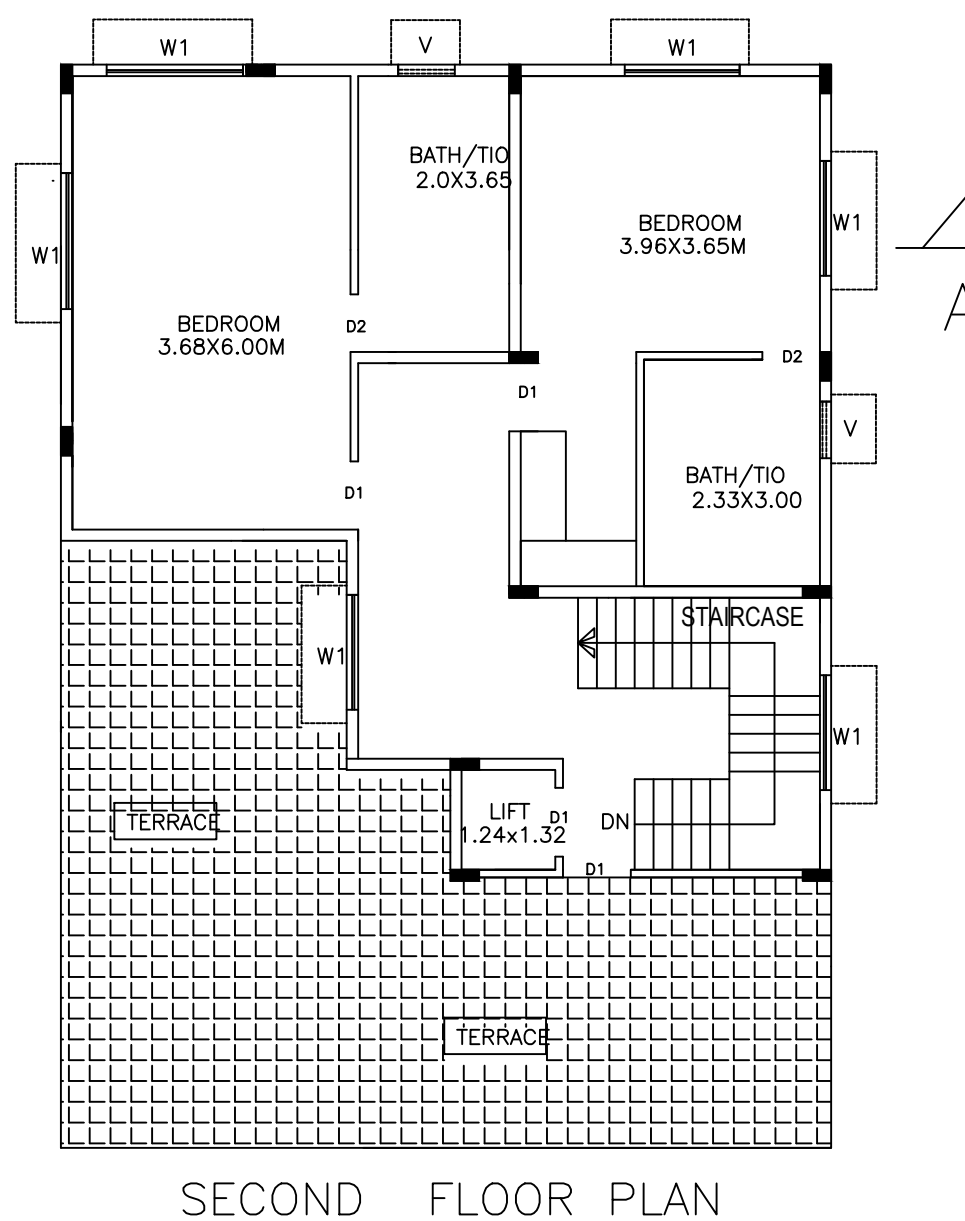 W1
V
W1
BATH/TIO
2.0X3.65
BEDROOM
3.96X3.65M
W1
W1
A
BEDROOM
3.68X6.00M
D2
D2
D1
V
BATH/TIO
2.33X3.00
D1
STAIRCASE
W1
W1
LIFT
1.24x1.32
D1
DN
TERRACE
D1
TERRACE
SECOND FLOOR PLAN